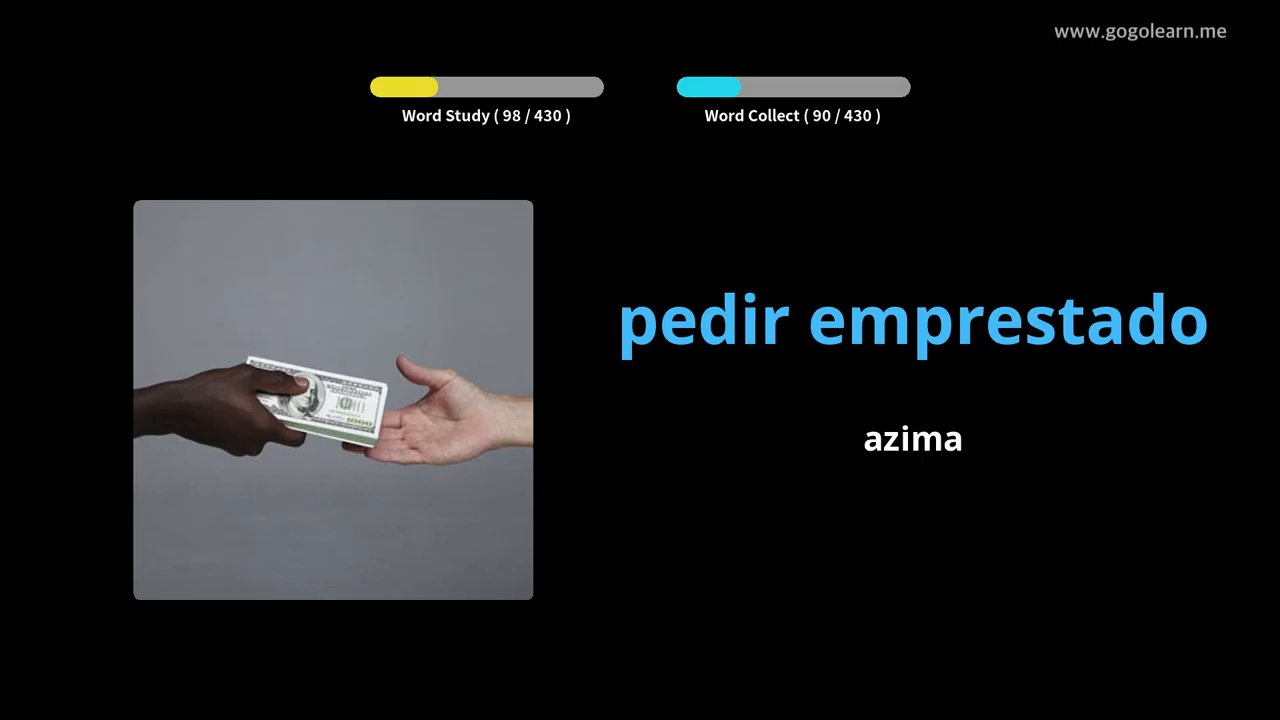 www.gogolearn.me
Word Study ( 98 / 430 )
Word Collect ( 90 / 430 )
pedir emprestado
azima